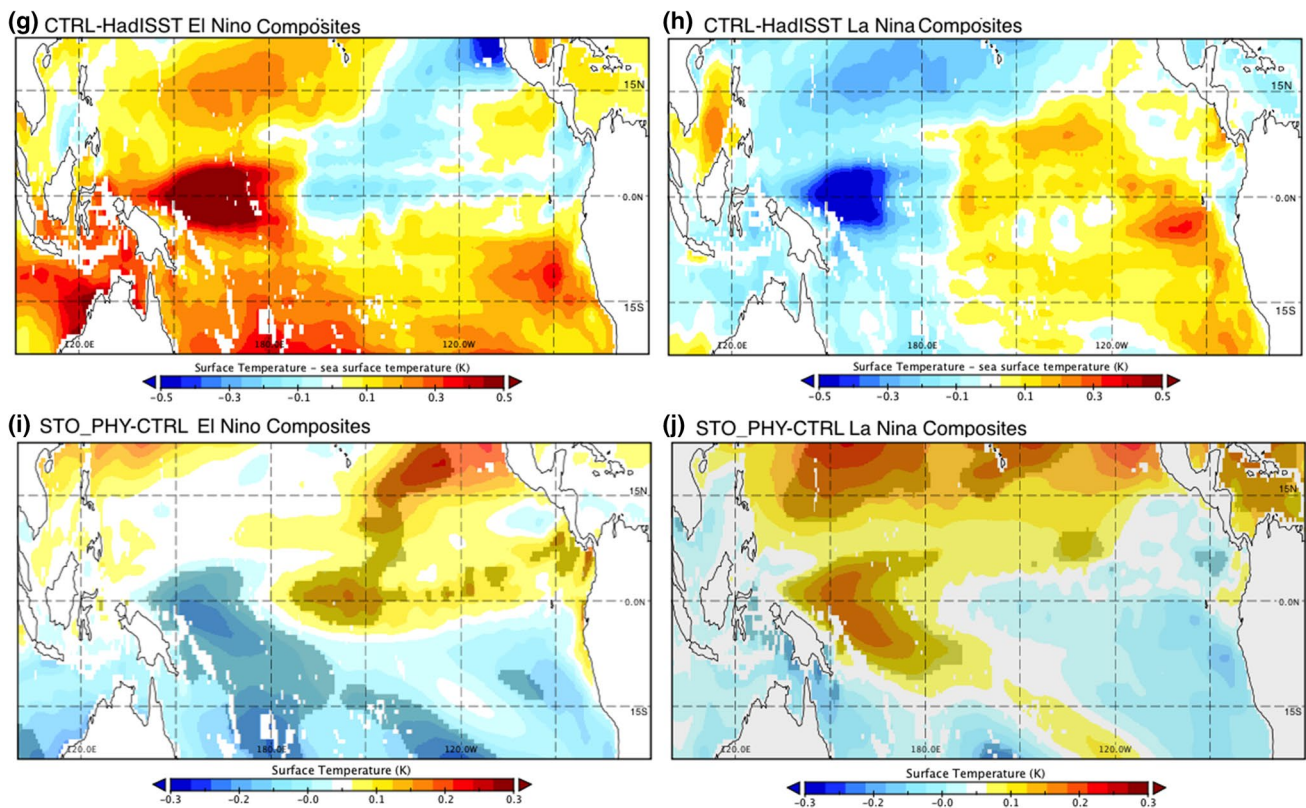 (g) CTRL-HadISST El Nino Composites
15N
0.0N
15S
120.0E 180.0E 120.0W
Surface Temperature – sea surface temperature (K)
−0.5 −0.3 −0.1 0.1 0.3 0.5
(h) CTRL-HadISST La Nina Composites
15N
0.0N
15S
120.0E 180.0E 120.0W
Surface Temperature – sea surface temperature (K)
−0.5 −0.3 −0.1 0.1 0.3 0.5
(i) STO_PHY-CTRL El Nino Composites
15N
0.0N
15S
120.0E 180.0E 120.0W
Surface Temperature (K)
−0.3 −0.2 −0.0 0.1 0.2 0.3
(j) STO_PHY-CTRL La Nina Composites
15N
0.0N
15S
120.0E 180.0E 120.0W
Surface Temperature (K)
−0.3 −0.2 −0.0 0.1 0.2 0.3